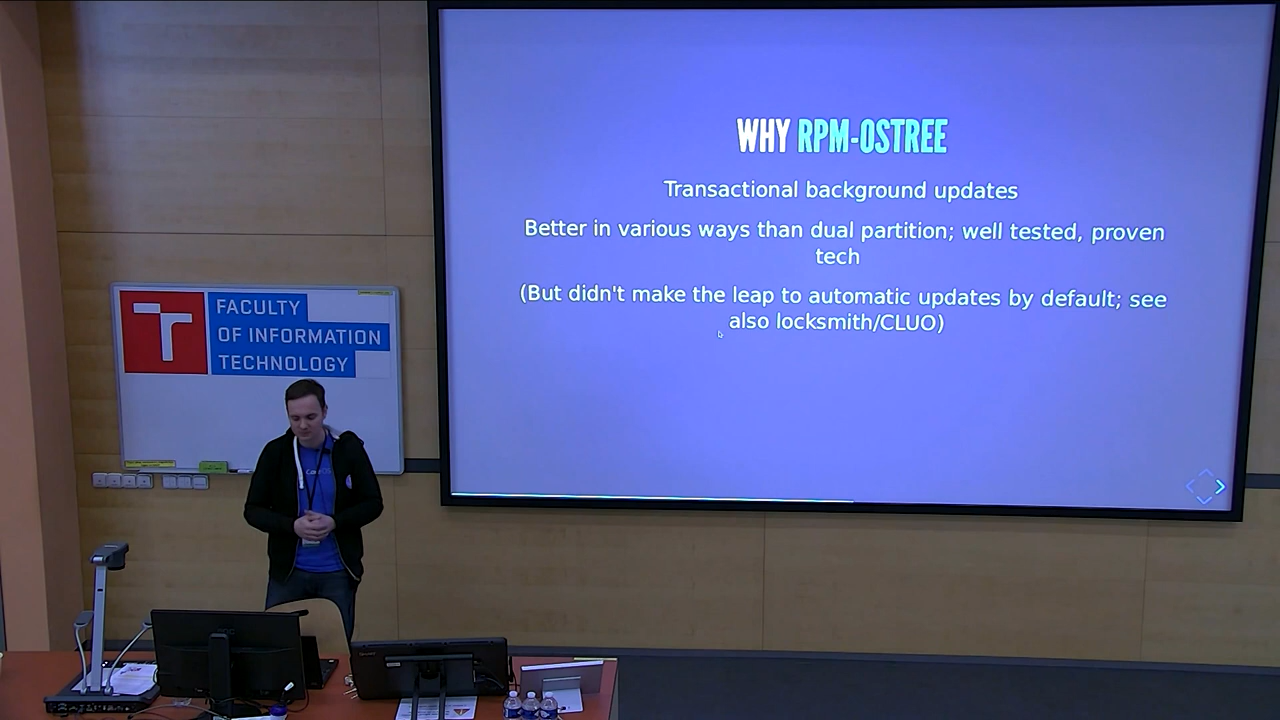 WHY RPM-OSTREE
Transactional background updates
Better in various ways than dual partition; well tested, proven
tech
(But didn't make the leap to automatic updates by default; see
also locksmith/CLUO)
FACULTY
OF INFORMATION
TECHNOLOGY